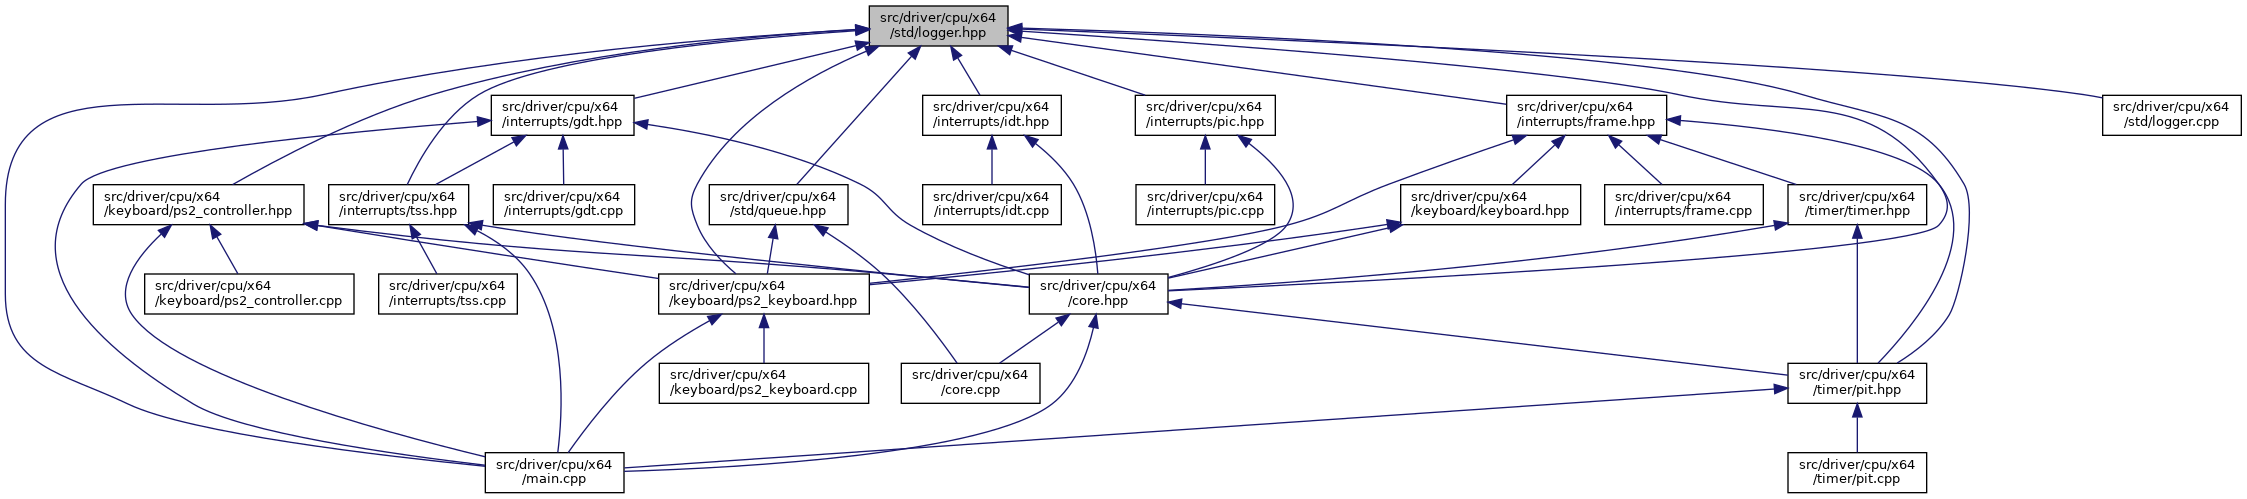 src/driver/cpu/x64
/std/logger.hpp
src/driver/cpu/x64
/interrupts/gdt.hpp
src/driver/cpu/x64
/interrupts/idt.hpp
src/driver/cpu/x64
/interrupts/pic.hpp
src/driver/cpu/x64
/interrupts/frame.hpp
src/driver/cpu/x64
/std/logger.cpp
src/driver/cpu/x64
/keyboard/ps2_controller.hpp
src/driver/cpu/x64
/interrupts/tss.hpp
src/driver/cpu/x64
/interrupts/gdt.cpp
src/driver/cpu/x64
/std/queue.hpp
src/driver/cpu/x64
/interrupts/idt.cpp
src/driver/cpu/x64
/interrupts/pic.cpp
src/driver/cpu/x64
/keyboard/keyboard.hpp
src/driver/cpu/x64
/interrupts/frame.cpp
src/driver/cpu/x64
/timer/timer.hpp
src/driver/cpu/x64
/keyboard/ps2_controller.cpp
src/driver/cpu/x64
/interrupts/tss.cpp
src/driver/cpu/x64
/keyboard/ps2_keyboard.hpp
src/driver/cpu/x64
/core.hpp
src/driver/cpu/x64
/keyboard/ps2_keyboard.cpp
src/driver/cpu/x64
/core.cpp
src/driver/cpu/x64
/timer/pit.hpp
src/driver/cpu/x64
/main.cpp
src/driver/cpu/x64
/timer/pit.cpp